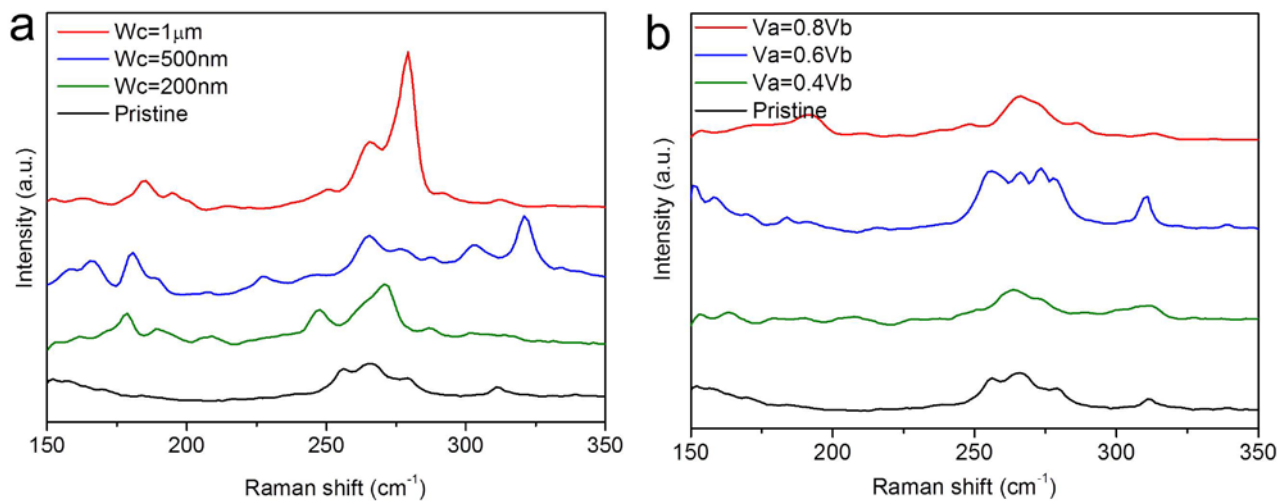 a
Wc=1μm
Wc=500nm
Wc=200nm
Pristine
Intensity (a.u.)
150 200 250 300 350
Raman shift (cm⁻¹)
b
Va=0.8Vb
Va=0.6Vb
Va=0.4Vb
Pristine
Intensity (a.u.)
150 200 250 300 350
Raman shift (cm⁻¹)